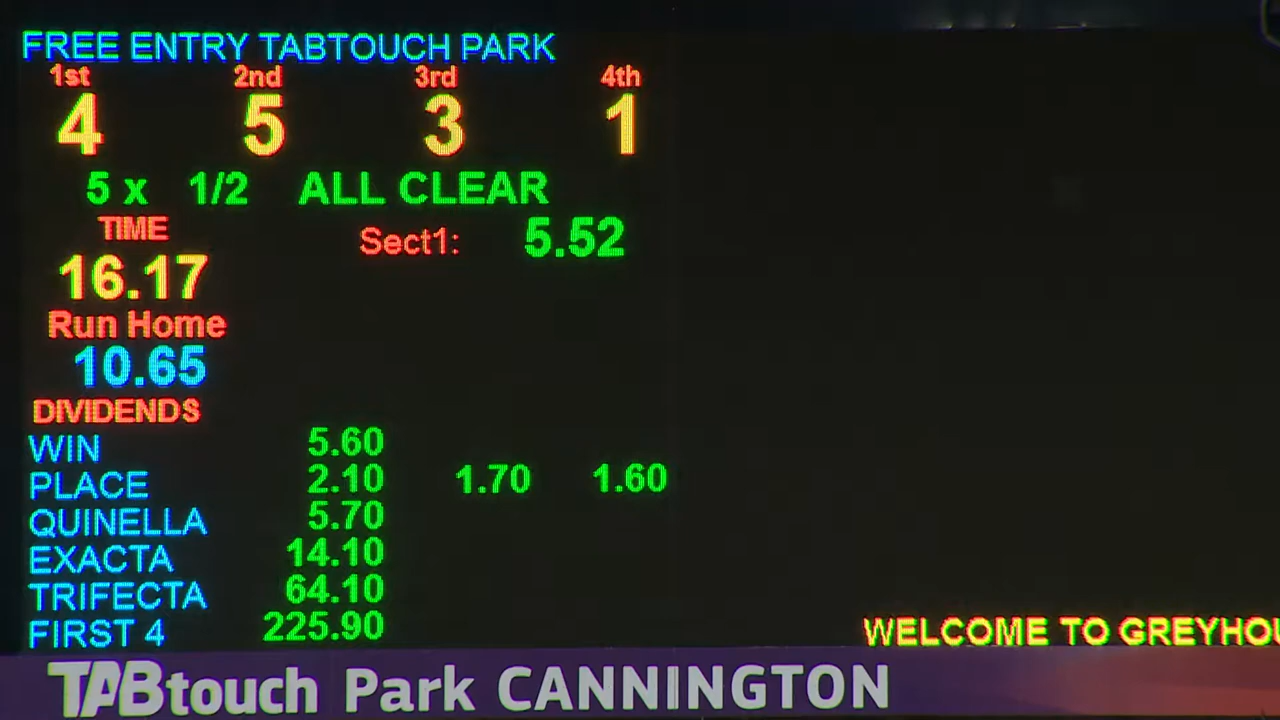 FREE ENTRY TABTOUCH PARK
1st 2nd 3rd 4th
4 5 3 1
5 x 1/2 ALL CLEAR
TIME Sect1: 5.52
16.17
Run Home
10.65
DIVIDENDS
WIN 5.60
PLACE 2.10 1.70 1.60
QUINELLA 5.70
EXACTA 14.10
TRIFECTA 64.10
FIRST 4 225.90
WELCOME TO GREYHOU
TABtouch Park CANNINGTON